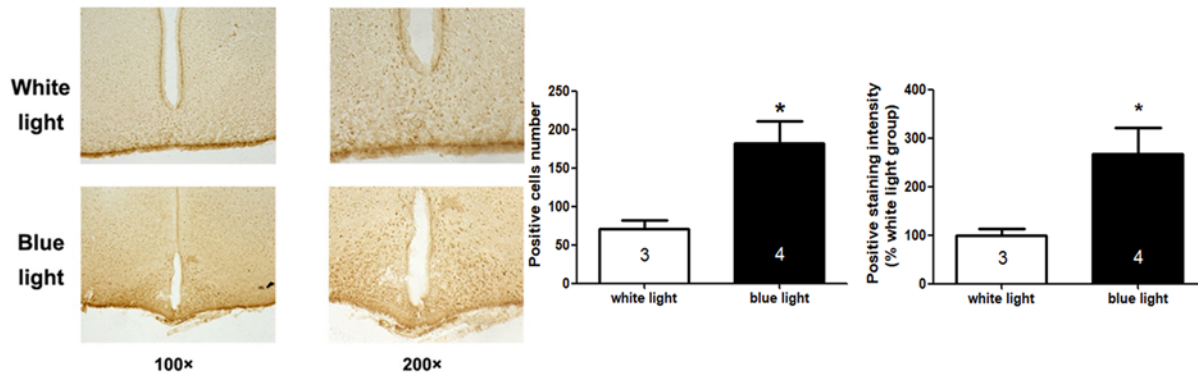 White
light
Blue
light
100×
200×
Positive cells number
250
200
150
100
50
0
*
3
4
white light
blue light
Positive staining intensity
(% white light group)
400
300
200
100
0
*
3
4
white light
blue light